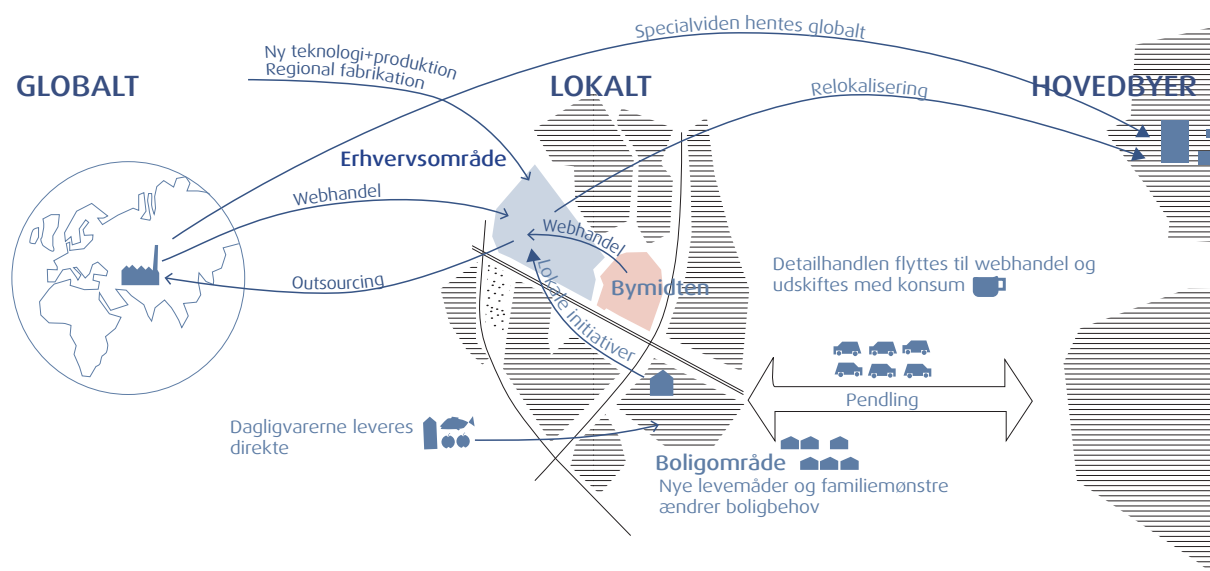 Specialviden hentes globalt
Ny teknologi+produktion
Regional fabrikation
GLOBALT
LOKALT
HOVEDBYER
Relokalisering
Erhvervsområde
Webhandel
Webhandel
Outsourcing
Bymidten
Lokale initiativer
Detailhandlen flyttes til webhandel og
udskiftes med konsum
Pendling
Dagligvarerne leveres
direkte
Boligområde
Nye levemåder og familiemønstre
ændrer boligbehov